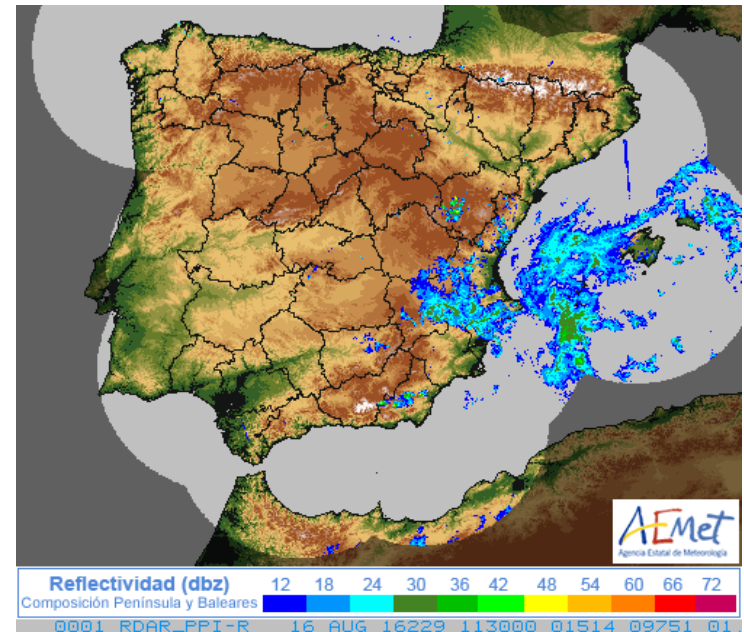 AEMet
Agencia Estatal de Meteorología
Reflectividad (dbz) 12 18 24 30 36 42 48 54 60 66 72
Composición Península y Baleares
0001 RDAR_PPI-R 16 AUG 16229 113000 01514 09751 01.